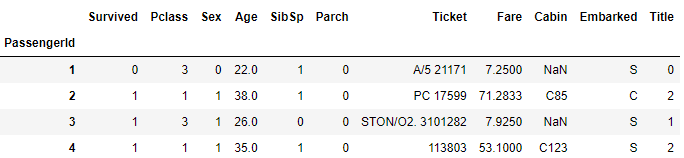 Survived Pclass Sex Age SibSp Parch Ticket Fare Cabin Embarked Title
PassengerId
1 0 3 0 22.0 1 0 A/5 21171 7.2500 NaN S 0
2 1 1 1 38.0 1 0 PC 17599 71.2833 C85 C 2
3 1 3 1 26.0 0 0 STON/O2. 3101282 7.9250 NaN S 1
4 1 1 1 35.0 1 0 113803 53.1000 C123 S 2